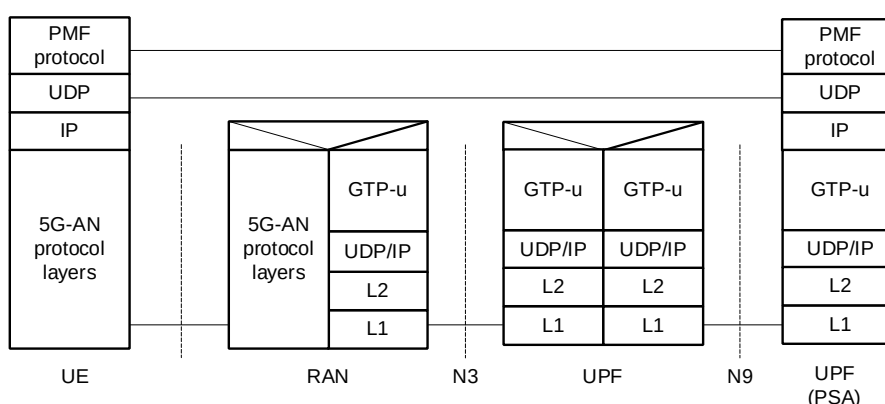 PMF
protocol
PMF
protocol
UDP
UDP
IP
IP
GTP-u
GTP-u
GTP-u
GTP-u
5G-AN
protocol
layers
5G-AN
protocol
layers
UDP/IP
UDP/IP
UDP/IP
UDP/IP
L2
L2
L2
L2
L1
L1
L1
L1
UE
RAN
N3
UPF
N9
UPF
(PSA)